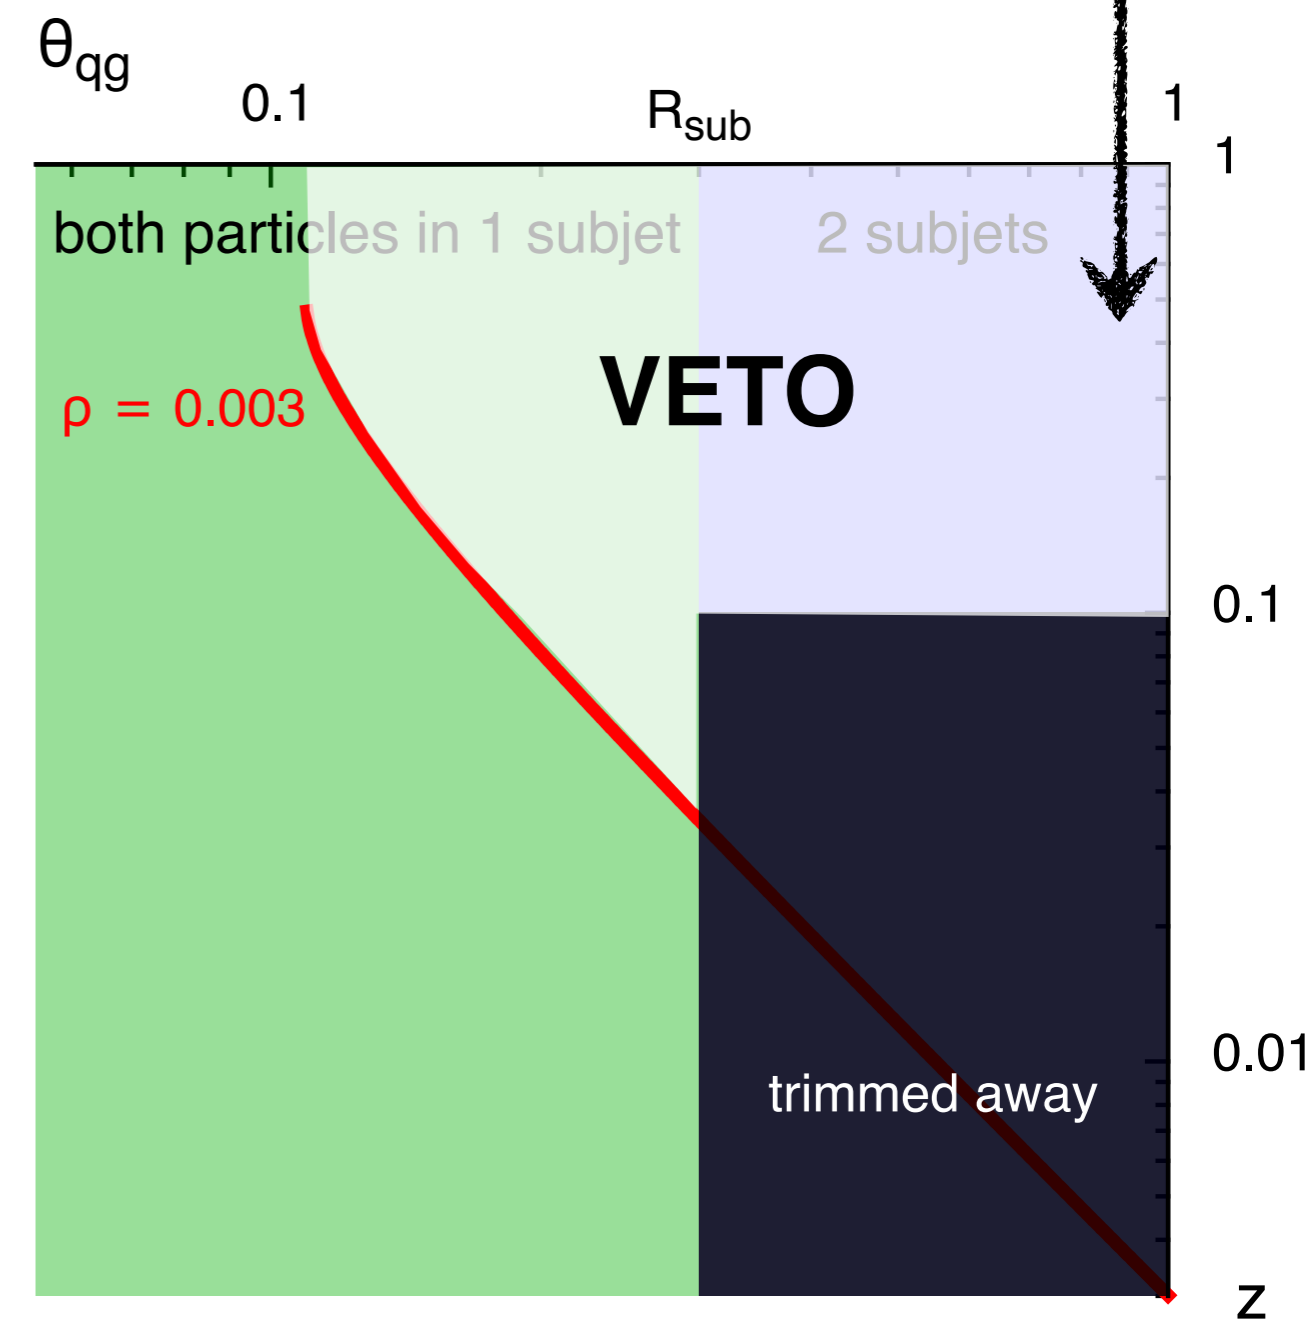 θqg
0.1 Rsub 1
1
both particles in 1 subjet 2 subjets
VETO
ρ = 0.003
0.1
0.01
trimmed away
z